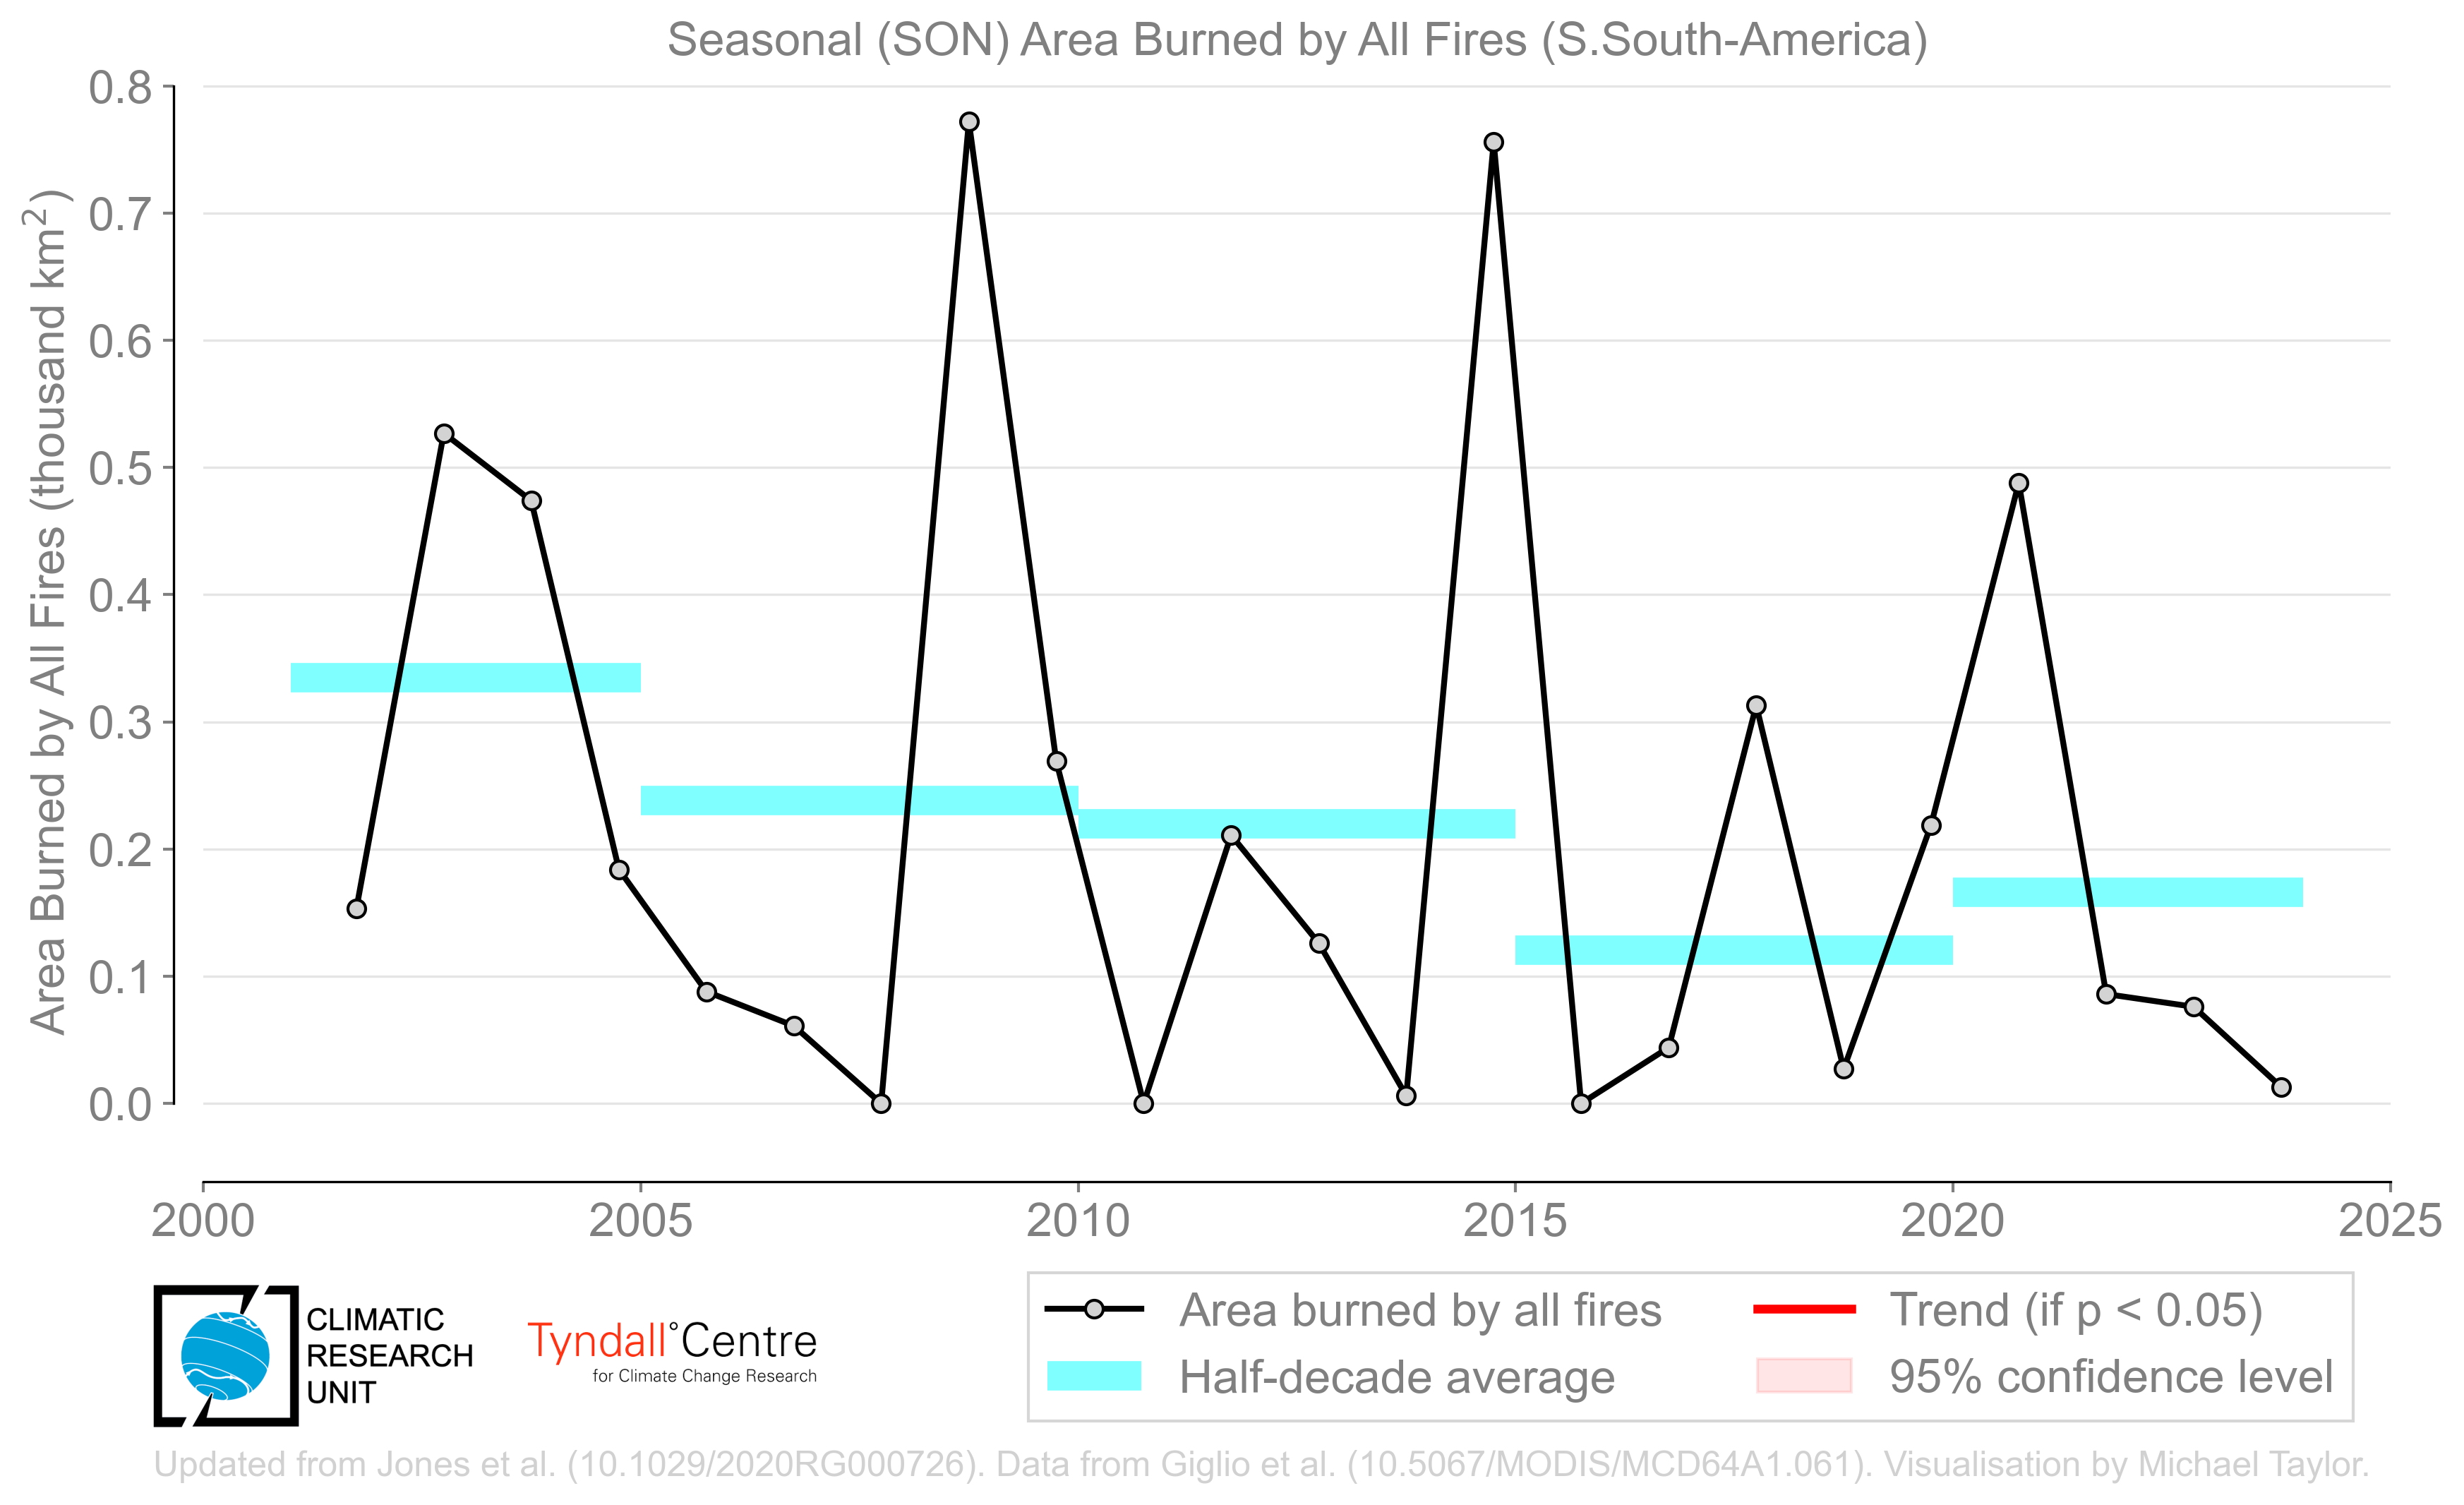 Seasonal (SON) Area Burned by All Fires (S.South-America)
Area Burned by All Fires (thousand km²)
0.8
0.7
0.6
0.5
0.4
0.3
0.2
0.1
0.0
2000 2005 2010 2015 2020 2025
Area burned by all fires
Half-decade average
Trend (if p < 0.05)
95% confidence level
CLIMATIC
RESEARCH
UNIT
Tyndall°Centre
for Climate Change Research
Updated from Jones et al. (10.1029/2020RG000726). Data from Giglio et al. (10.5067/MODIS/MCD64A1.061). Visualisation by Michael Taylor.